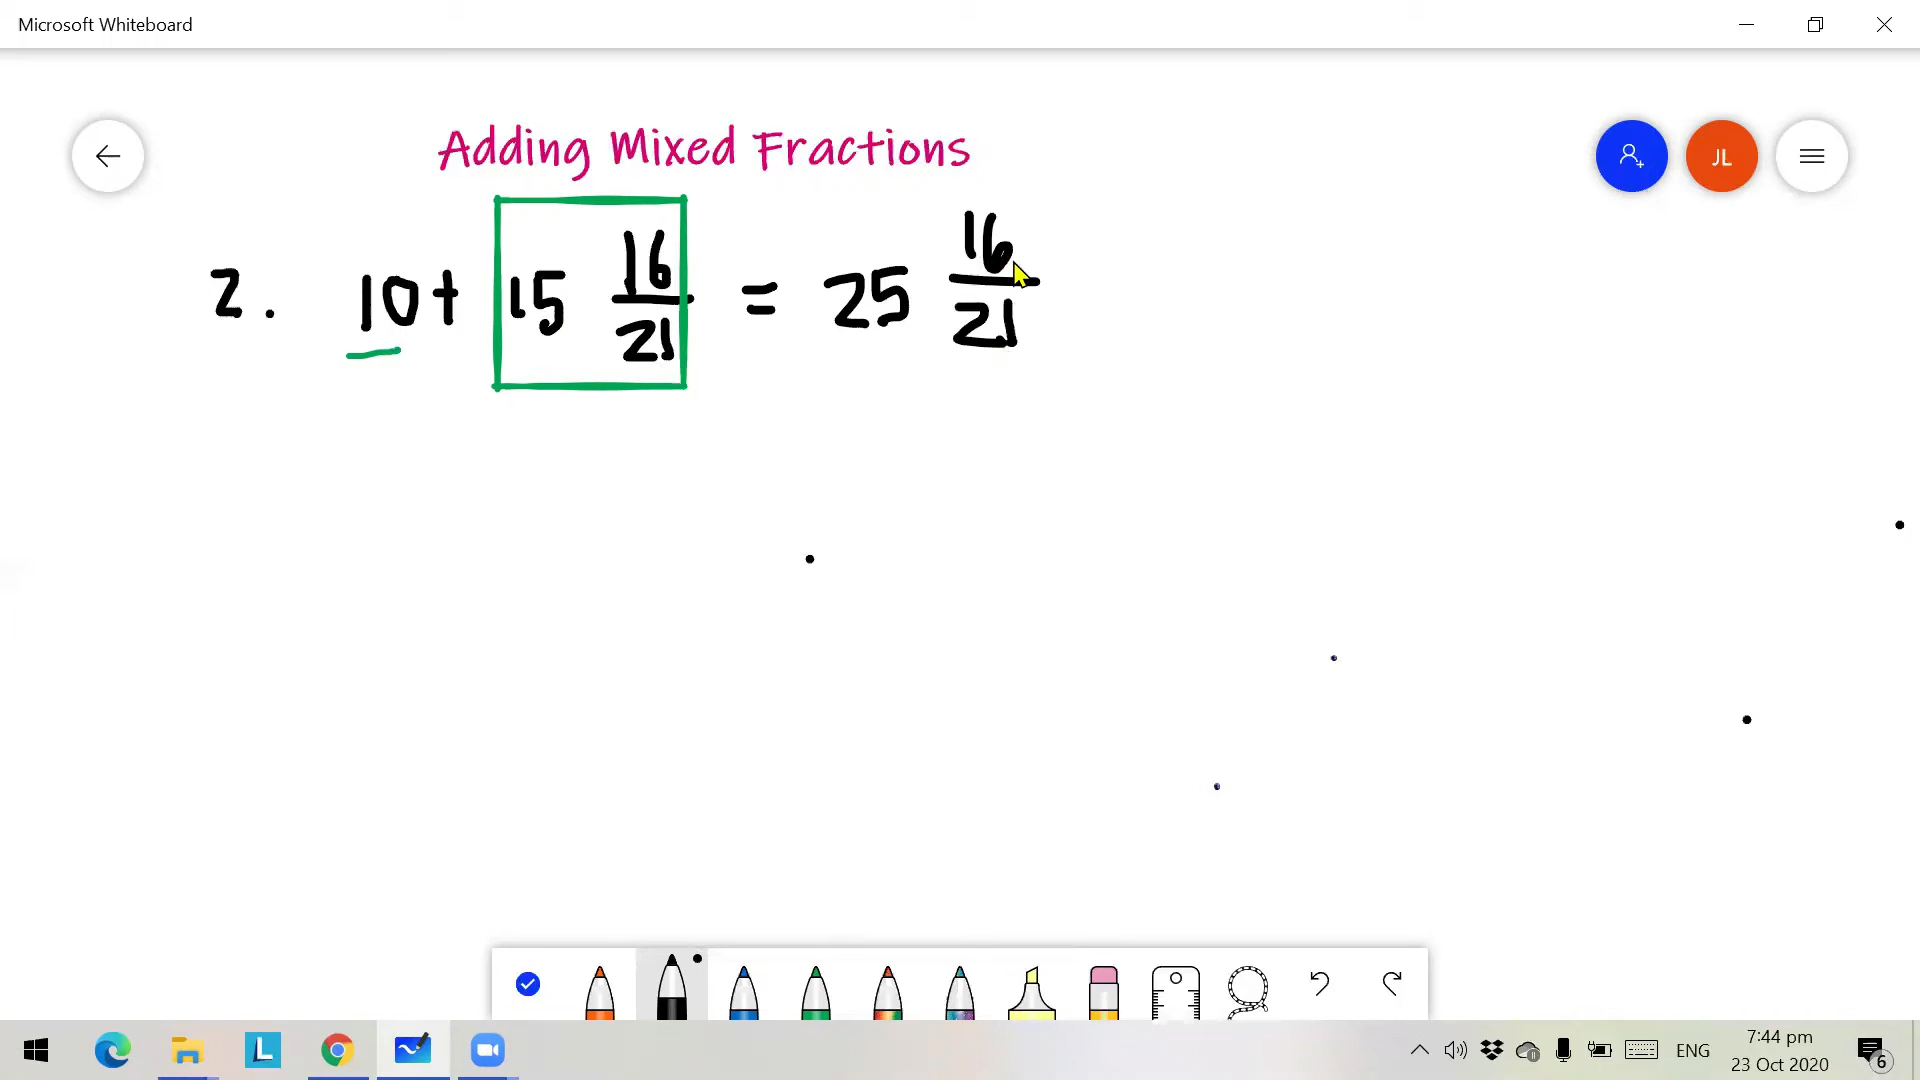 Microsoft Whiteboard
Adding Mixed Fractions
JL
2. 10 + 15 16/21 = 25 16/21
L
ENG
7:44 pm
23 Oct 2020
6